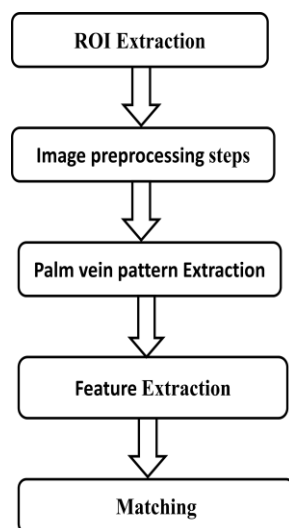 ROI Extraction
Image preprocessing steps
Palm vein pattern Extraction
Feature Extraction
Matching